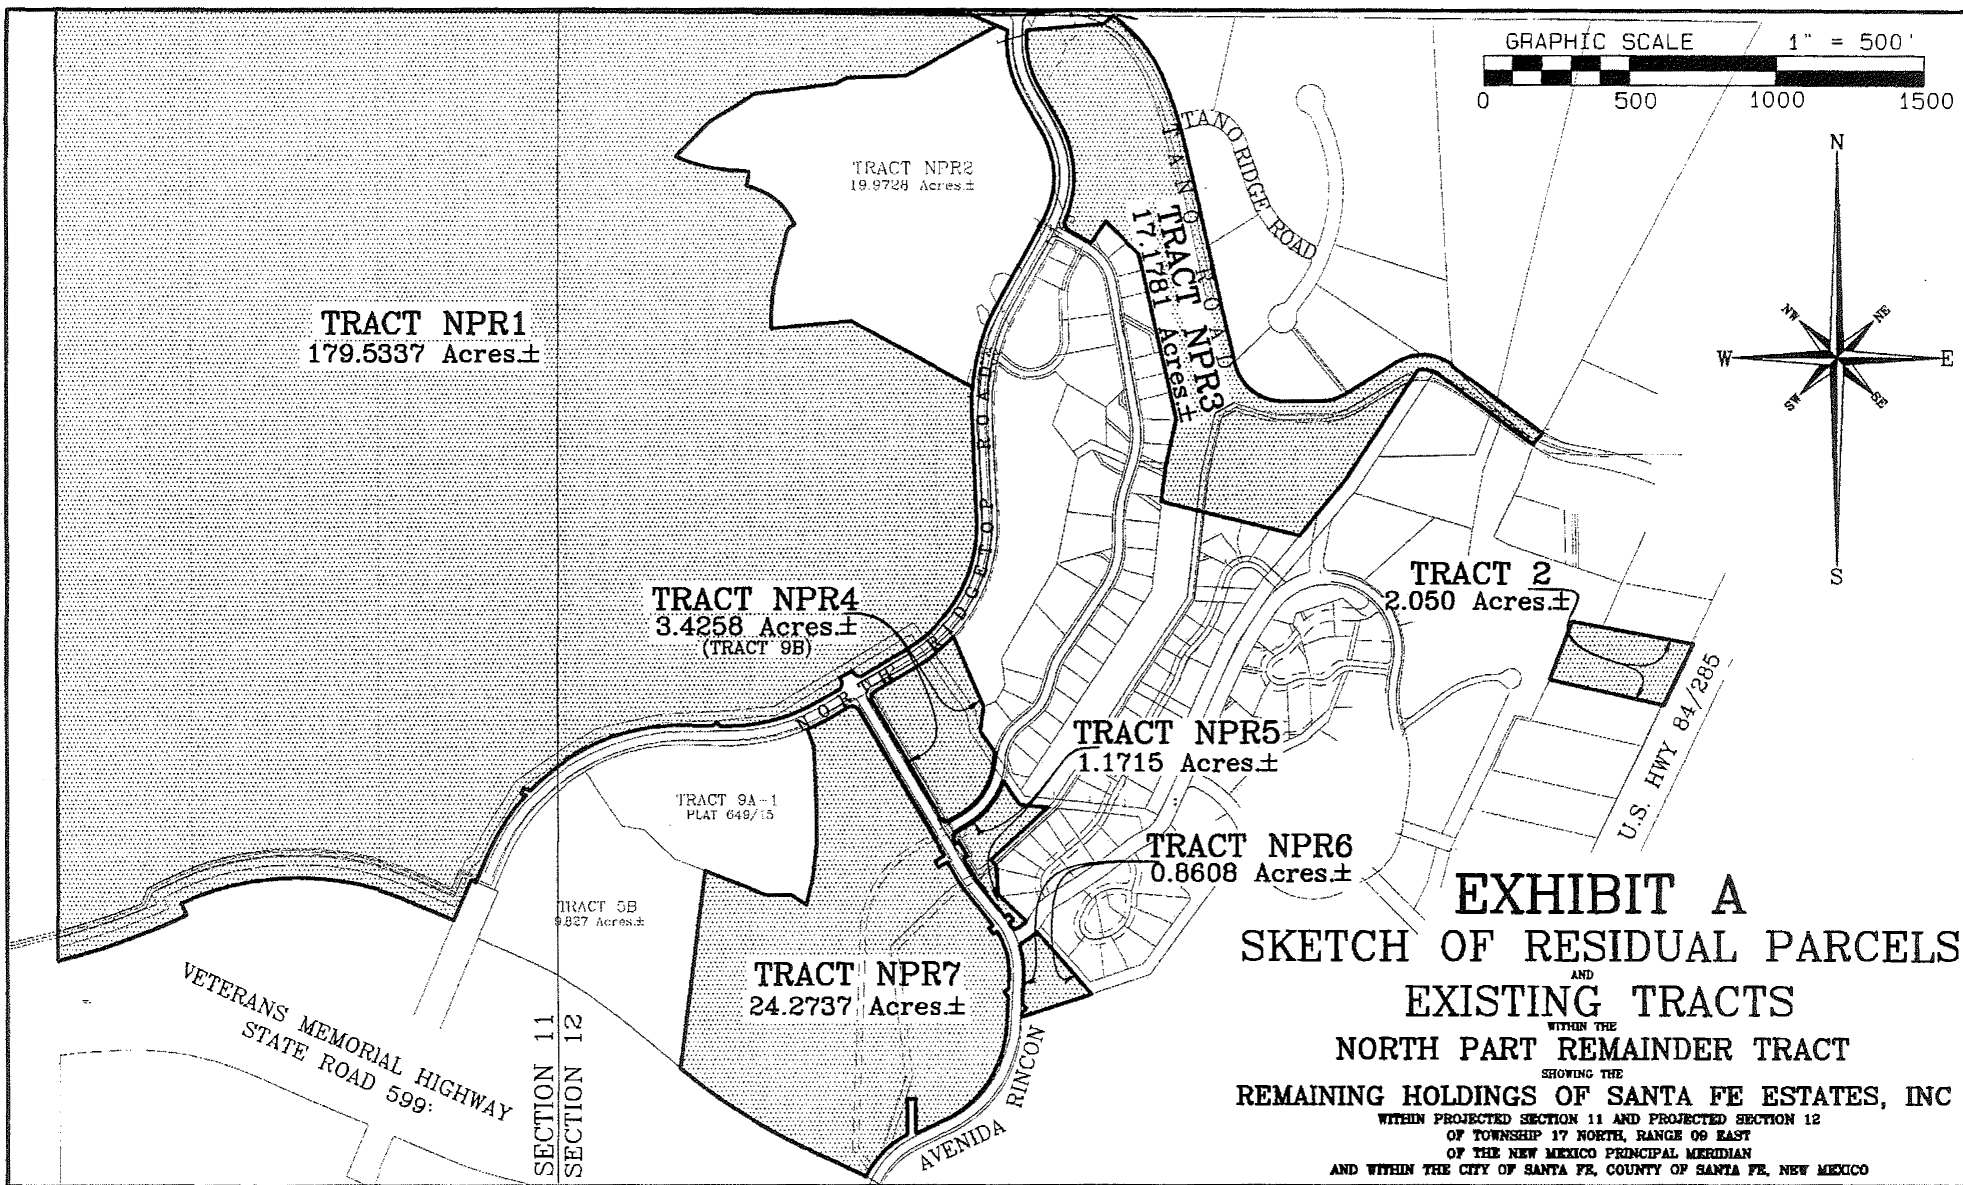 GRAPHIC SCALE 1" = 500'
0 500 1000 1500
N
NW NE
W E
SW SE
S
TANO RIDGE ROAD
TANO ROAD
TRACT NPR2
19.9728 Acres.±
TRACT NPR3
17.1781 Acres.±
TRACT NPR1
179.5337 Acres.±
NORTH RIDGETOP ROAD
TRACT NPR4
3.4258 Acres.±
(TRACT 9B)
TRACT 2
2.050 Acres.±
U.S. HWY 84/285
TRACT NPR5
1.1715 Acres.±
TRACT 9A-1
PLAT 649/15
TRACT NPR6
0.8608 Acres.±
TRACT 5B
9.827 Acres.±
TRACT NPR7
24.2737 Acres.±
VETERANS MEMORIAL HIGHWAY
STATE ROAD 599
SECTION 11
SECTION 12
AVENIDA RINCON
EXHIBIT A
SKETCH OF RESIDUAL PARCELS
AND
EXISTING TRACTS
WITHIN THE
NORTH PART REMAINDER TRACT
SHOWING THE
REMAINING HOLDINGS OF SANTA FE ESTATES, INC
WITHIN PROJECTED SECTION 11 AND PROJECTED SECTION 12
OF TOWNSHIP 17 NORTH, RANGE 09 EAST
OF THE NEW MEXICO PRINCIPAL MERIDIAN
AND WITHIN THE CITY OF SANTA FE, COUNTY OF SANTA FE, NEW MEXICO